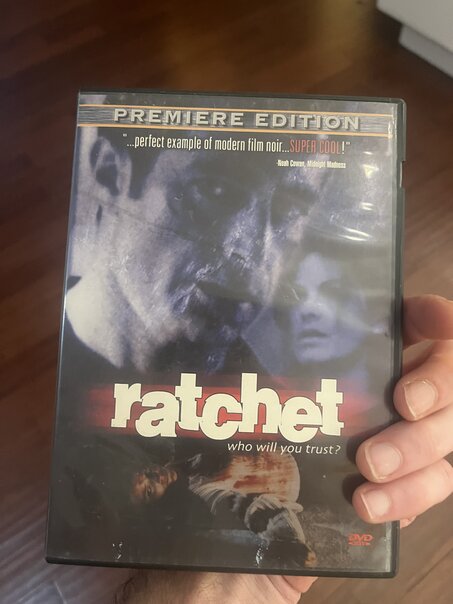 PREMIERE EDITION
"...perfect example of modern film noir...SUPER COOL!"
-Noah Cowan, Midnight Madness
ratchet
who will you trust?
DVD